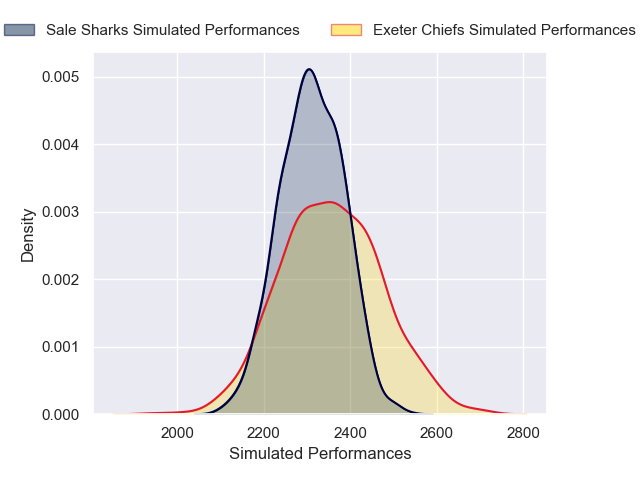 Sale Sharks Simulated Performances Exeter Chiefs Simulated Performances
0.005
0.004
0.003
0.002
0.001
0.000
Density
2000 2200 2400 2600 2800
Simulated Performances